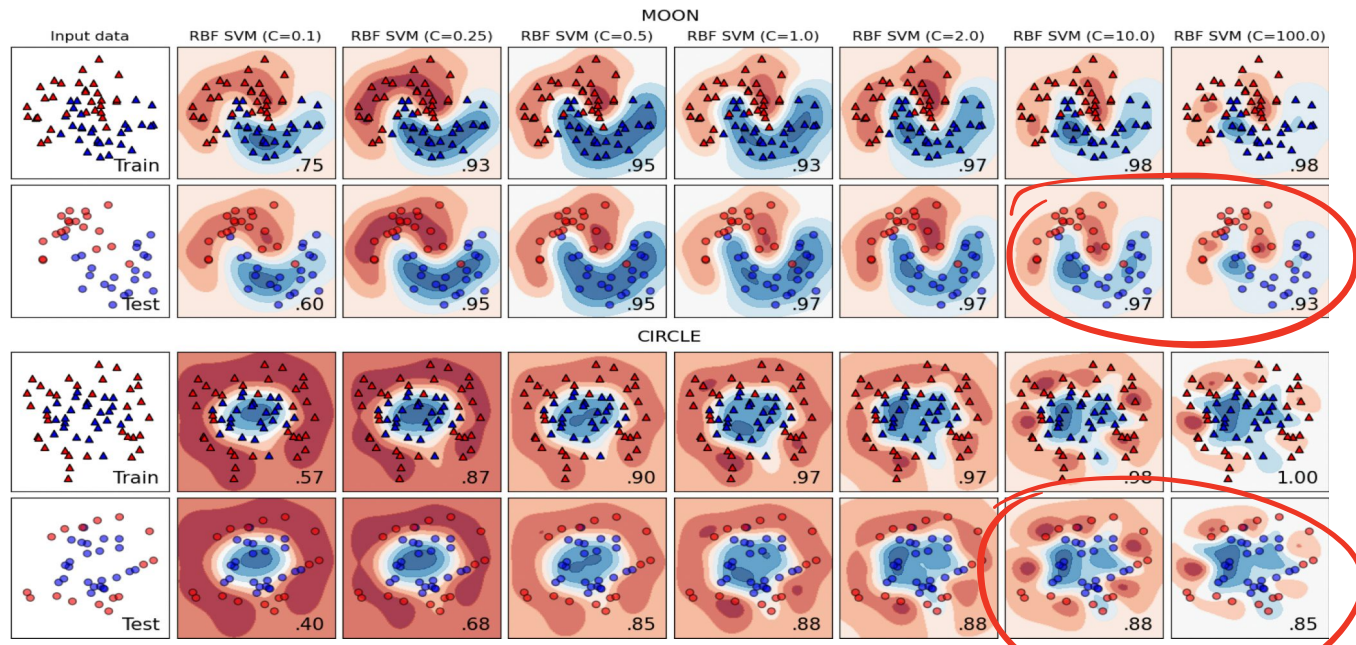 MOON
Input data RBF SVM (C=0.1) RBF SVM (C=0.25) RBF SVM (C=0.5) RBF SVM (C=1.0) RBF SVM (C=2.0) RBF SVM (C=10.0) RBF SVM (C=100.0)
Train .75 .93 .95 .93 .97 .98 .98
Test .60 .95 .95 .97 .97 .97 .93
CIRCLE
Train .57 .87 .90 .97 .97 .98 1.00
Test .40 .68 .85 .88 .88 .88 .85